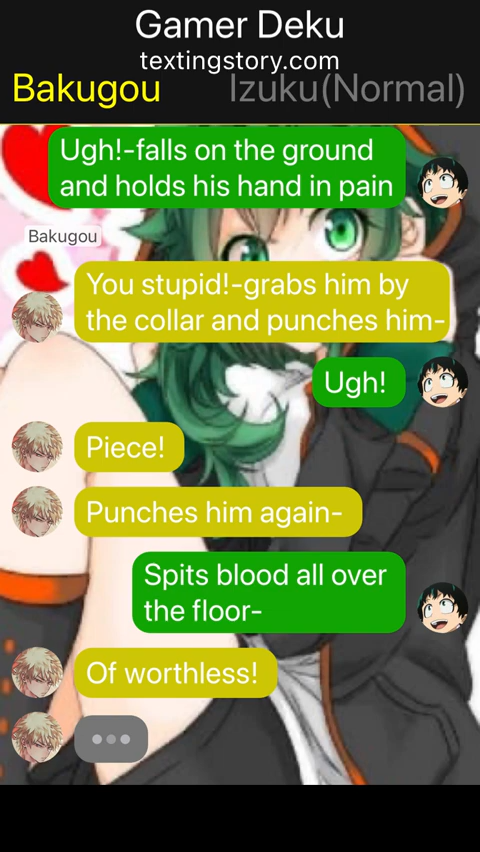 Gamer Deku
textingstory.com
Bakugou Izuku(Normal)
Ugh!-falls on the ground
and holds his hand in pain
Bakugou
You stupid!-grabs him by
the collar and punches him-
Ugh!
Piece!
Punches him again-
Spits blood all over
the floor-
Of worthless!